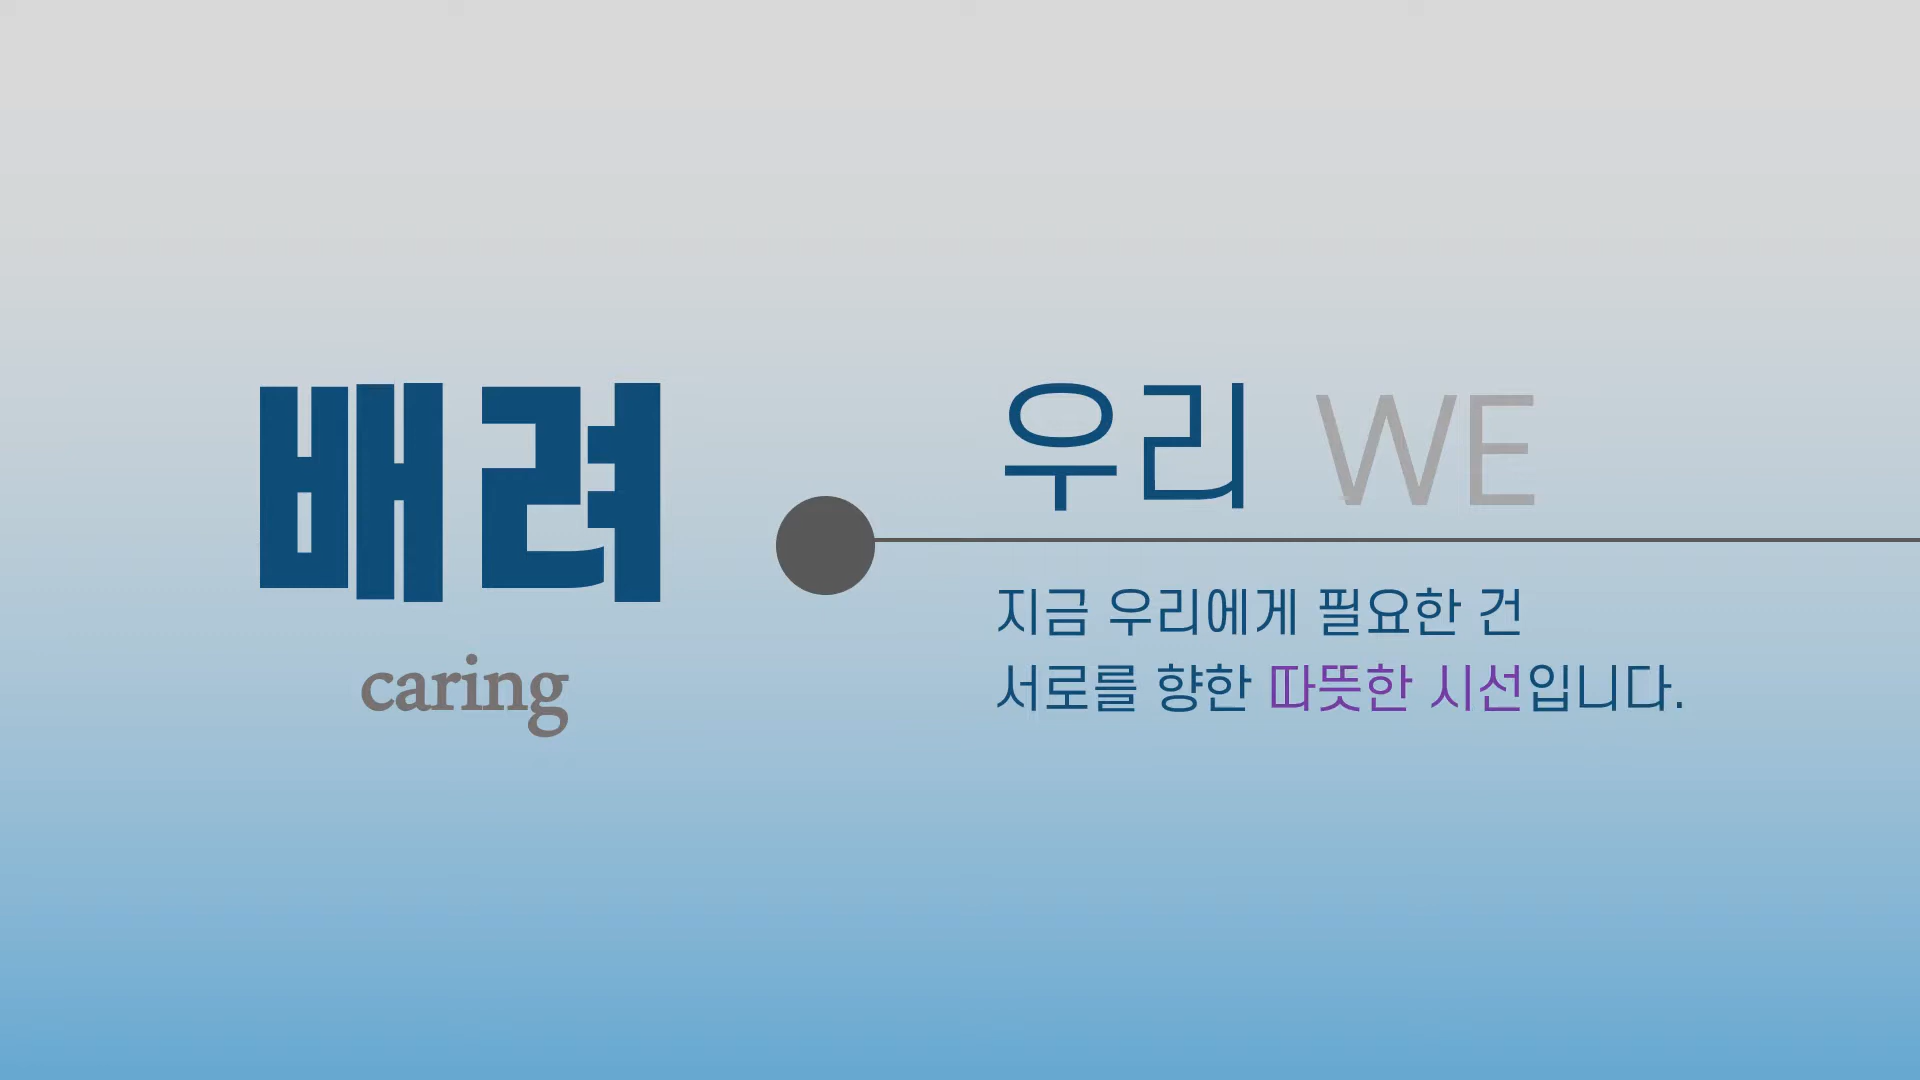 배려
caring
우리 WE
지금 우리에게 필요한 건
서로를 향한 따뜻한 시선입니다.